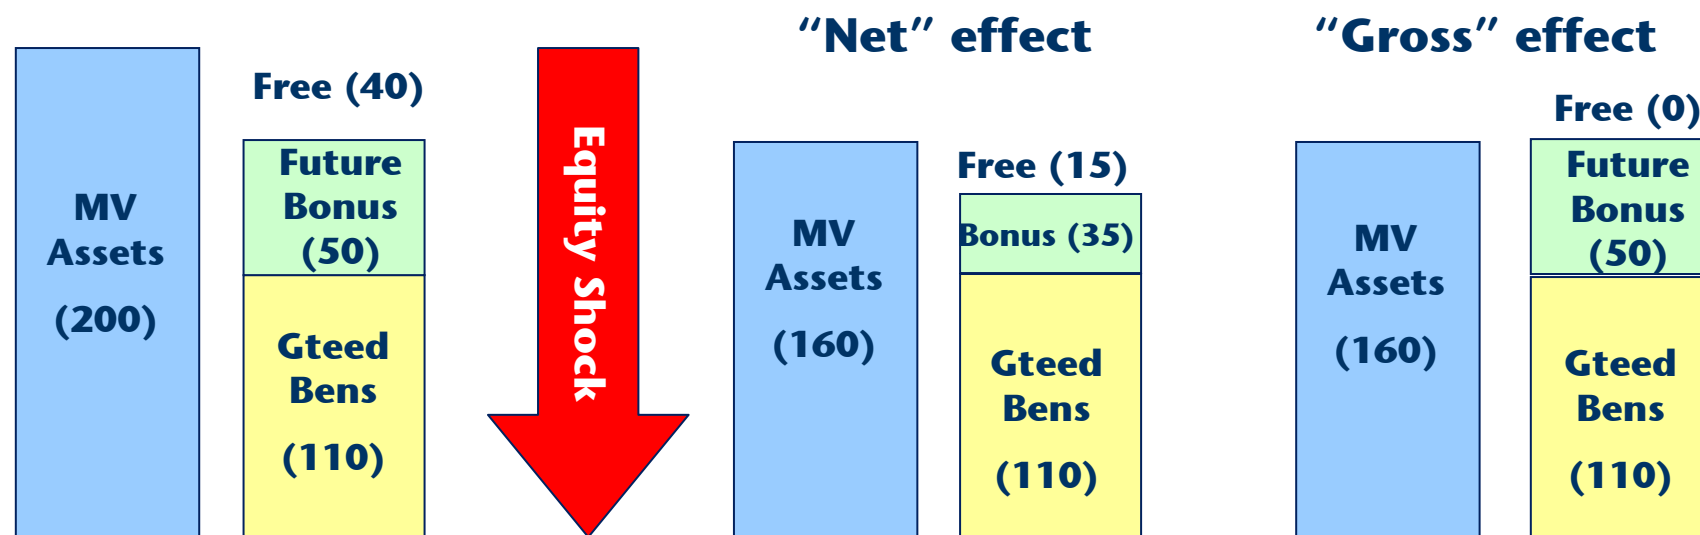 MV
Assets
(200)
Free (40)
Future
Bonus
(50)
Gteed
Bens
(110)
Equity Shock
“Net” effect
MV
Assets
(160)
Free (15)
Bonus (35)
Gteed
Bens
(110)
“Gross” effect
MV
Assets
(160)
Free (0)
Future
Bonus
(50)
Gteed
Bens
(110)